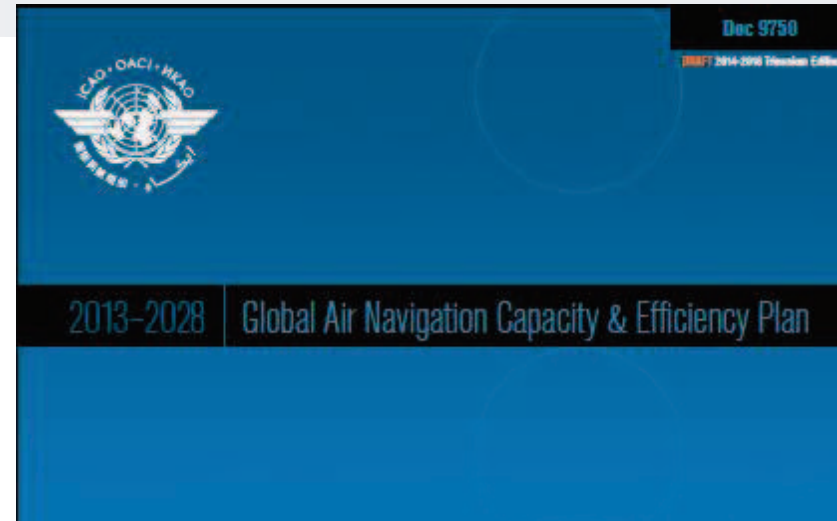 Doc 9750
DRAFT 2014-2016 Triennium Edition
ICAO · OACI · ИКАО
2013–2028 Global Air Navigation Capacity & Efficiency Plan